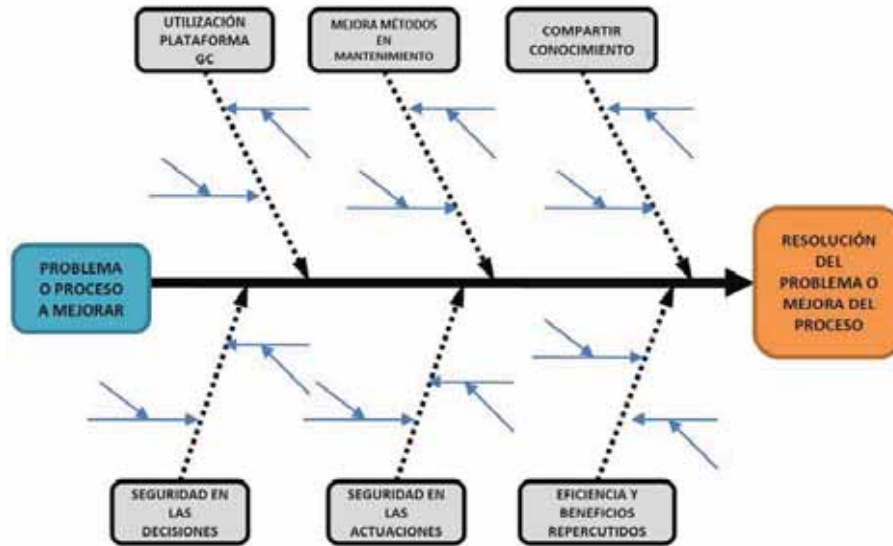 UTILIZACIÓN
PLATAFORMA
GC
MEJORA MÉTODOS
EN
MANTENIMIENTO
COMPARTIR
CONOCIMIENTO
PROBLEMA
O PROCESO
A MEJORAR
RESOLUCIÓN
DEL
PROBLEMA O
MEJORA DEL
PROCESO
SEGURIDAD EN
LAS
DECISIONES
SEGURIDAD EN
LAS
ACTUACIONES
EFICIENCIA Y
BENEFICIOS
REPERCUTIDOS